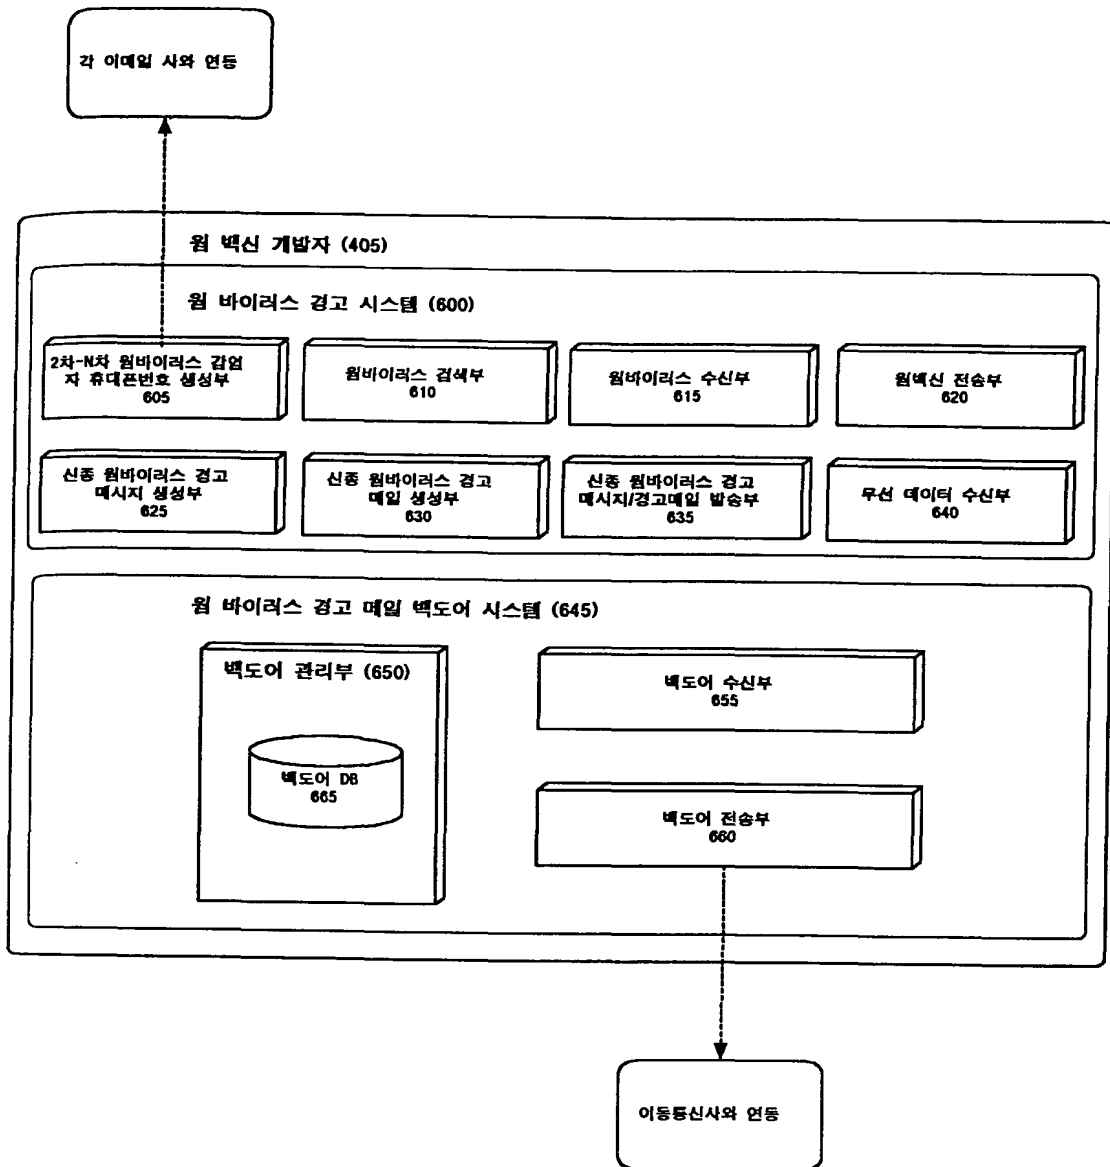 각 이메일 사와 연동
웜 백신 개발자 (405)
웜 바이러스 경고 시스템 (600)
2차-N차 웜바이러스 감염
자 휴대폰번호 생성부
605
웜바이러스 검색부
610
웜바이러스 수신부
615
웜백신 전송부
620
신종 웜바이러스 경고
메시지 생성부
625
신종 웜바이러스 경고
메일 생성부
630
신종 웜바이러스 경고
메시지/경고메일 발송부
635
무선 데이터 수신부
640
웜 바이러스 경고 메일 백도어 시스템 (645)
백도어 관리부 (650)
백도어 DB
665
백도어 수신부
655
백도어 전송부
660
이동통신사와 연동